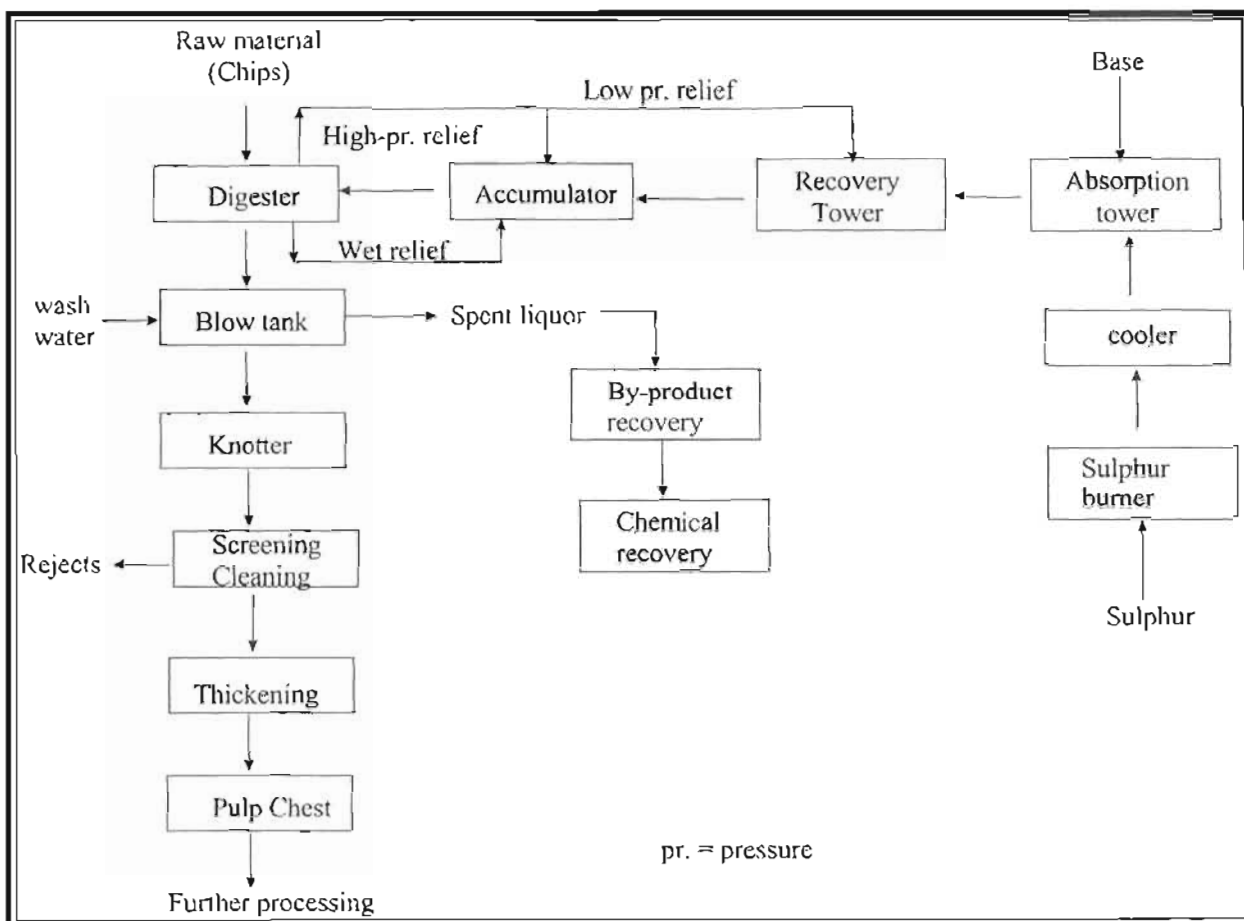 Raw material
(Chips)
Base
Low pr. relief
High-pr. relief
Digester
Accumulator
Recovery
Tower
Absorption
tower
Wet relief
wash
water
Blow tank
Spent liquor
cooler
By-product
recovery
Knotter
Sulphur
burner
Chemical
recovery
Screening
Cleaning
Rejects
Sulphur
Thickening
Pulp Chest
pr. = pressure
Further processing